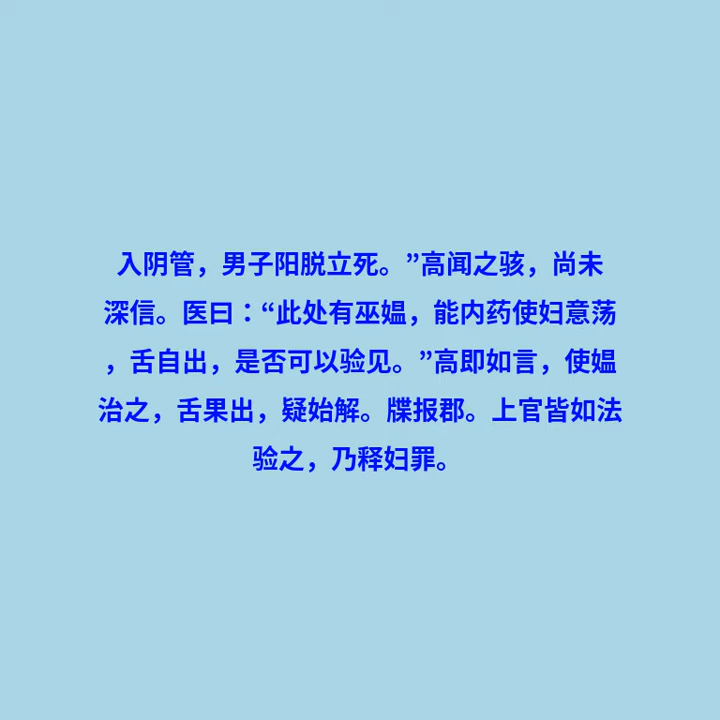 入阴管，男子阳脱立死。”高闻之骇，尚未
深信。医曰：“此处有巫媪，能内药使妇意荡
，舌自出，是否可以验见。”高即如言，使媪
治之，舌果出，疑始解。牒报郡。上官皆如法
验之，乃释妇罪。